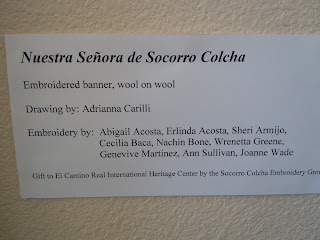 Nuestra Señora de Socorro Colcha
Embroidered banner, wool on wool
Drawing by: Adrianna Carilli
Embroidery by: Abigail Acosta, Erlinda Acosta, Sheri Armijo,
Cecilia Baca, Nachin Bone, Wrenetta Greene,
Genevive Martinez, Ann Sullivan, Joanne Wade
Gift to El Camino Real International Heritage Center by the Socorro Colcha Embroidery